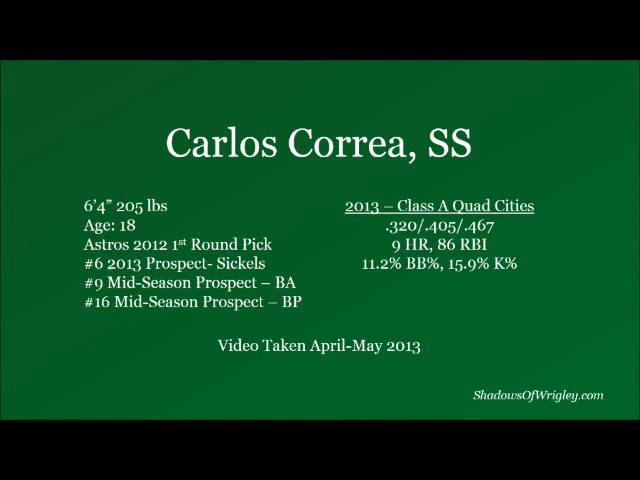 Carlos Correa, SS
6'4” 205 lbs
Age: 18
Astros 2012 1st Round Pick
#6 2013 Prospect- Sickels
#9 Mid-Season Prospect – BA
#16 Mid-Season Prospect – BP
2013 – Class A Quad Cities
.320/.405/.467
9 HR, 86 RBI
11.2% BB%, 15.9% K%
Video Taken April-May 2013
ShadowsOfWrigley.com